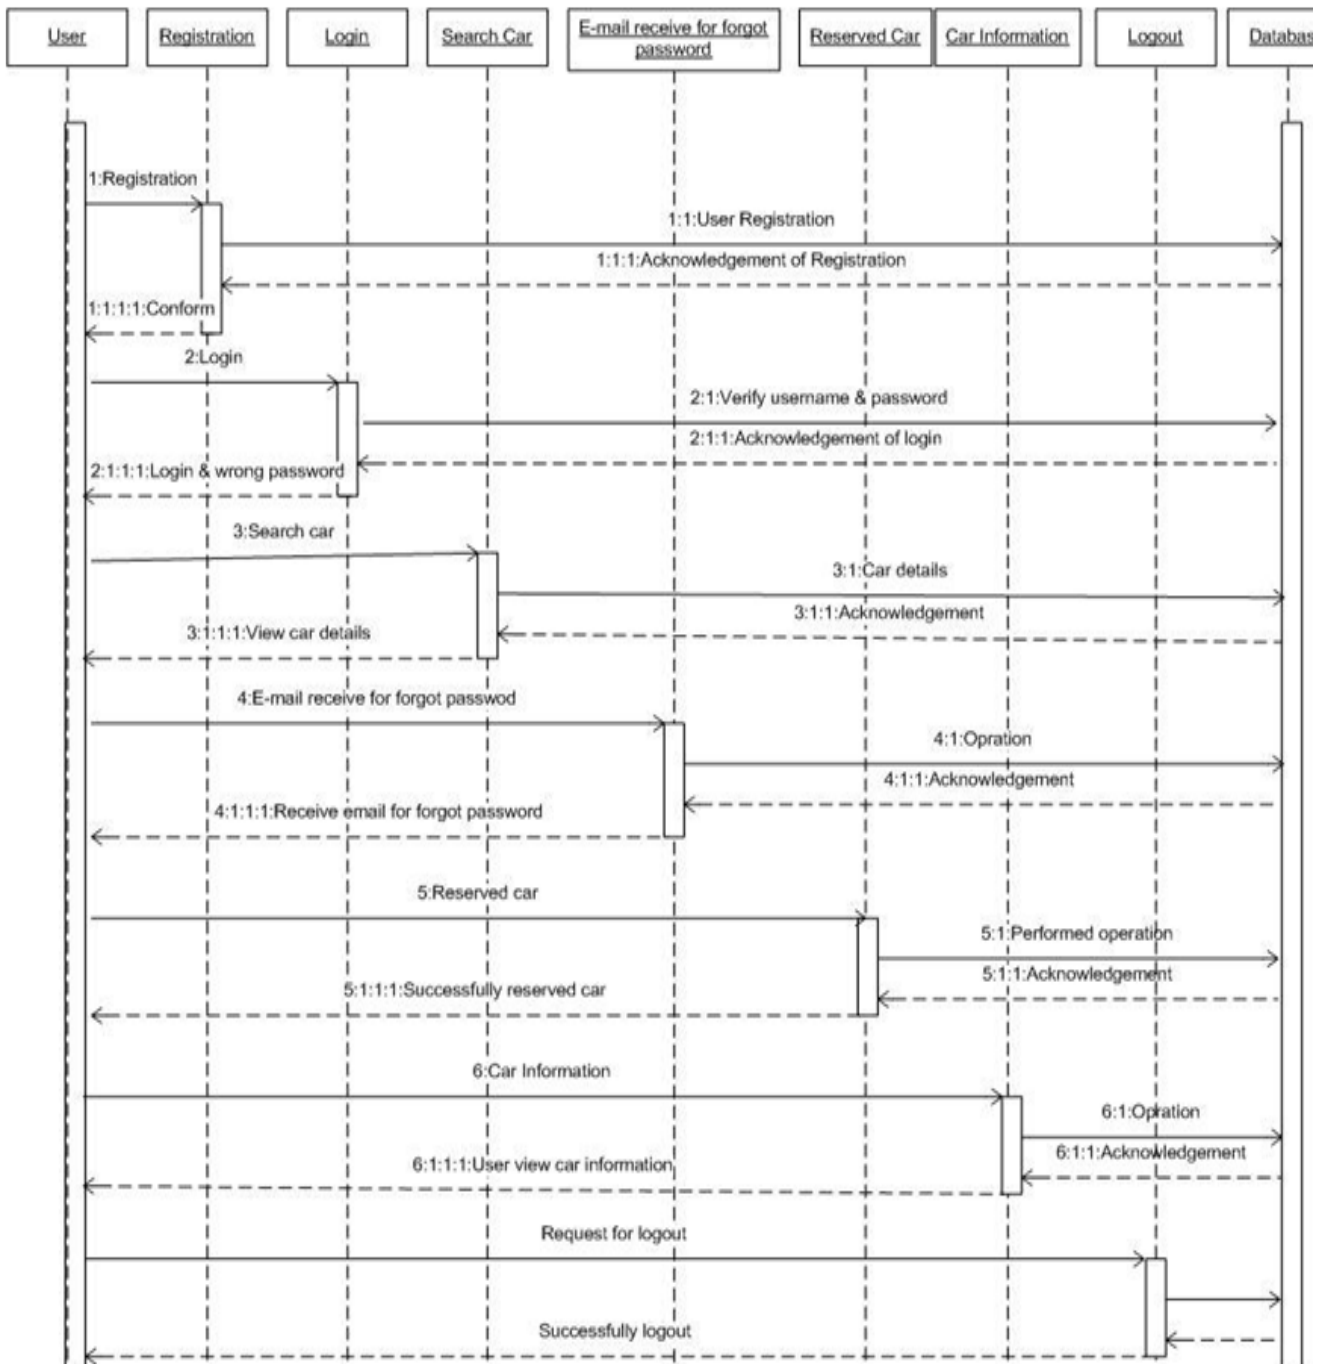 User
Registration
Login
Search Car
E-mail receive for forgot
password
Reserved Car
Car Information
Logout
Databas
1:Registration
1:1:User Registration
1:1:1:Acknowledgement of Registration
1:1:1:1:Conform
2:Login
2:1:Verify username & password
2:1:1:Acknowledgement of login
2:1:1:1:Login & wrong password
3:Search car
3:1:Car details
3:1:1:Acknowledgement
3:1:1:1:View car details
4:E-mail receive for forgot passwod
4:1:Opration
4:1:1:Acknowledgement
4:1:1:1:Receive email for forgot password
5:Reserved car
5:1:Performed operation
5:1:1:Acknowledgement
5:1:1:1:Successfully reserved car
6:Car Information
6:1:Opration
6:1:1:Acknowledgement
6:1:1:1:User view car information
Request for logout
Successfully logout